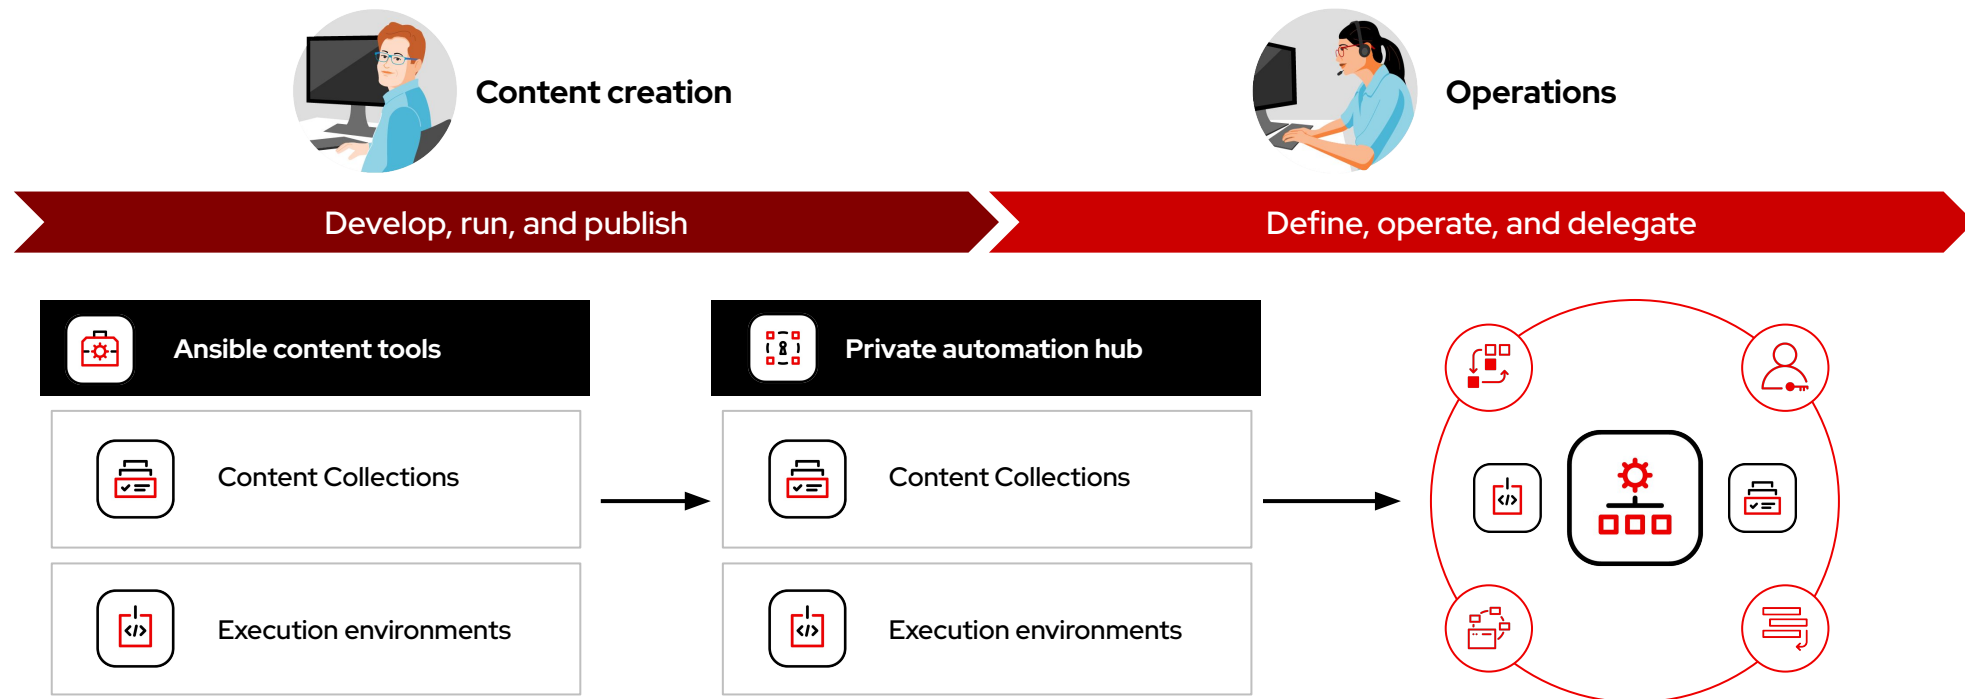 Content creation
Operations
Develop, run, and publish
Define, operate, and delegate
Ansible content tools
Private automation hub
Content Collections
Content Collections
Execution environments
Execution environments